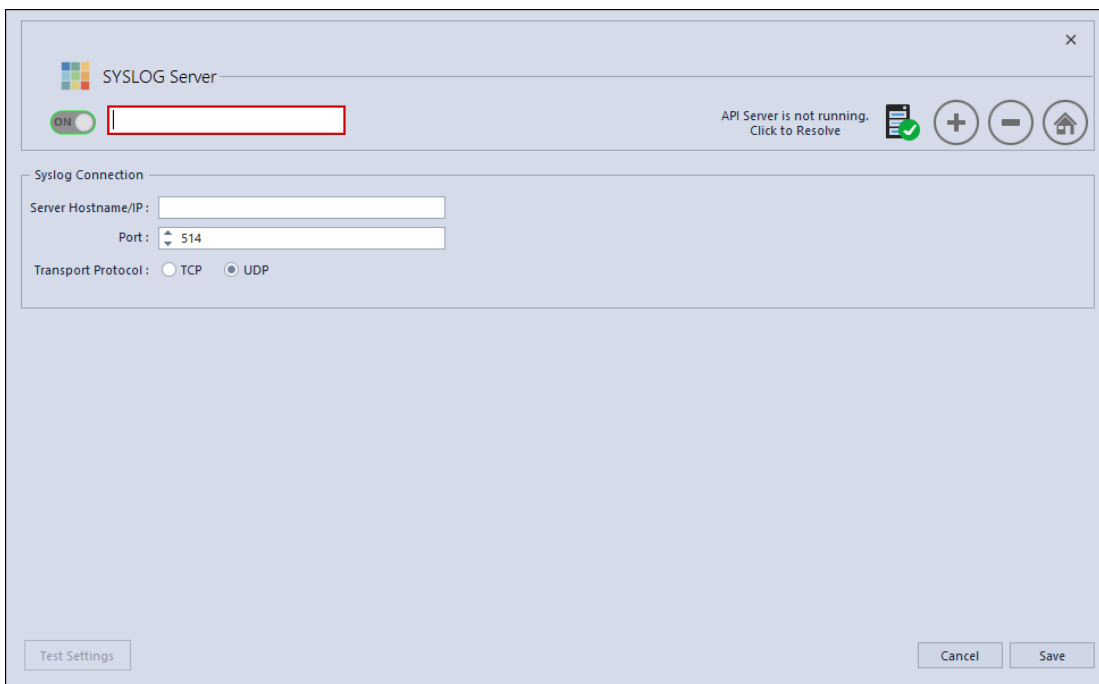 SYSLOG Server
ON
API Server is not running.
Click to Resolve
Syslog Connection
Server Hostname/IP :
Port : 514
Transport Protocol : TCP UDP
Test Settings
Cancel Save